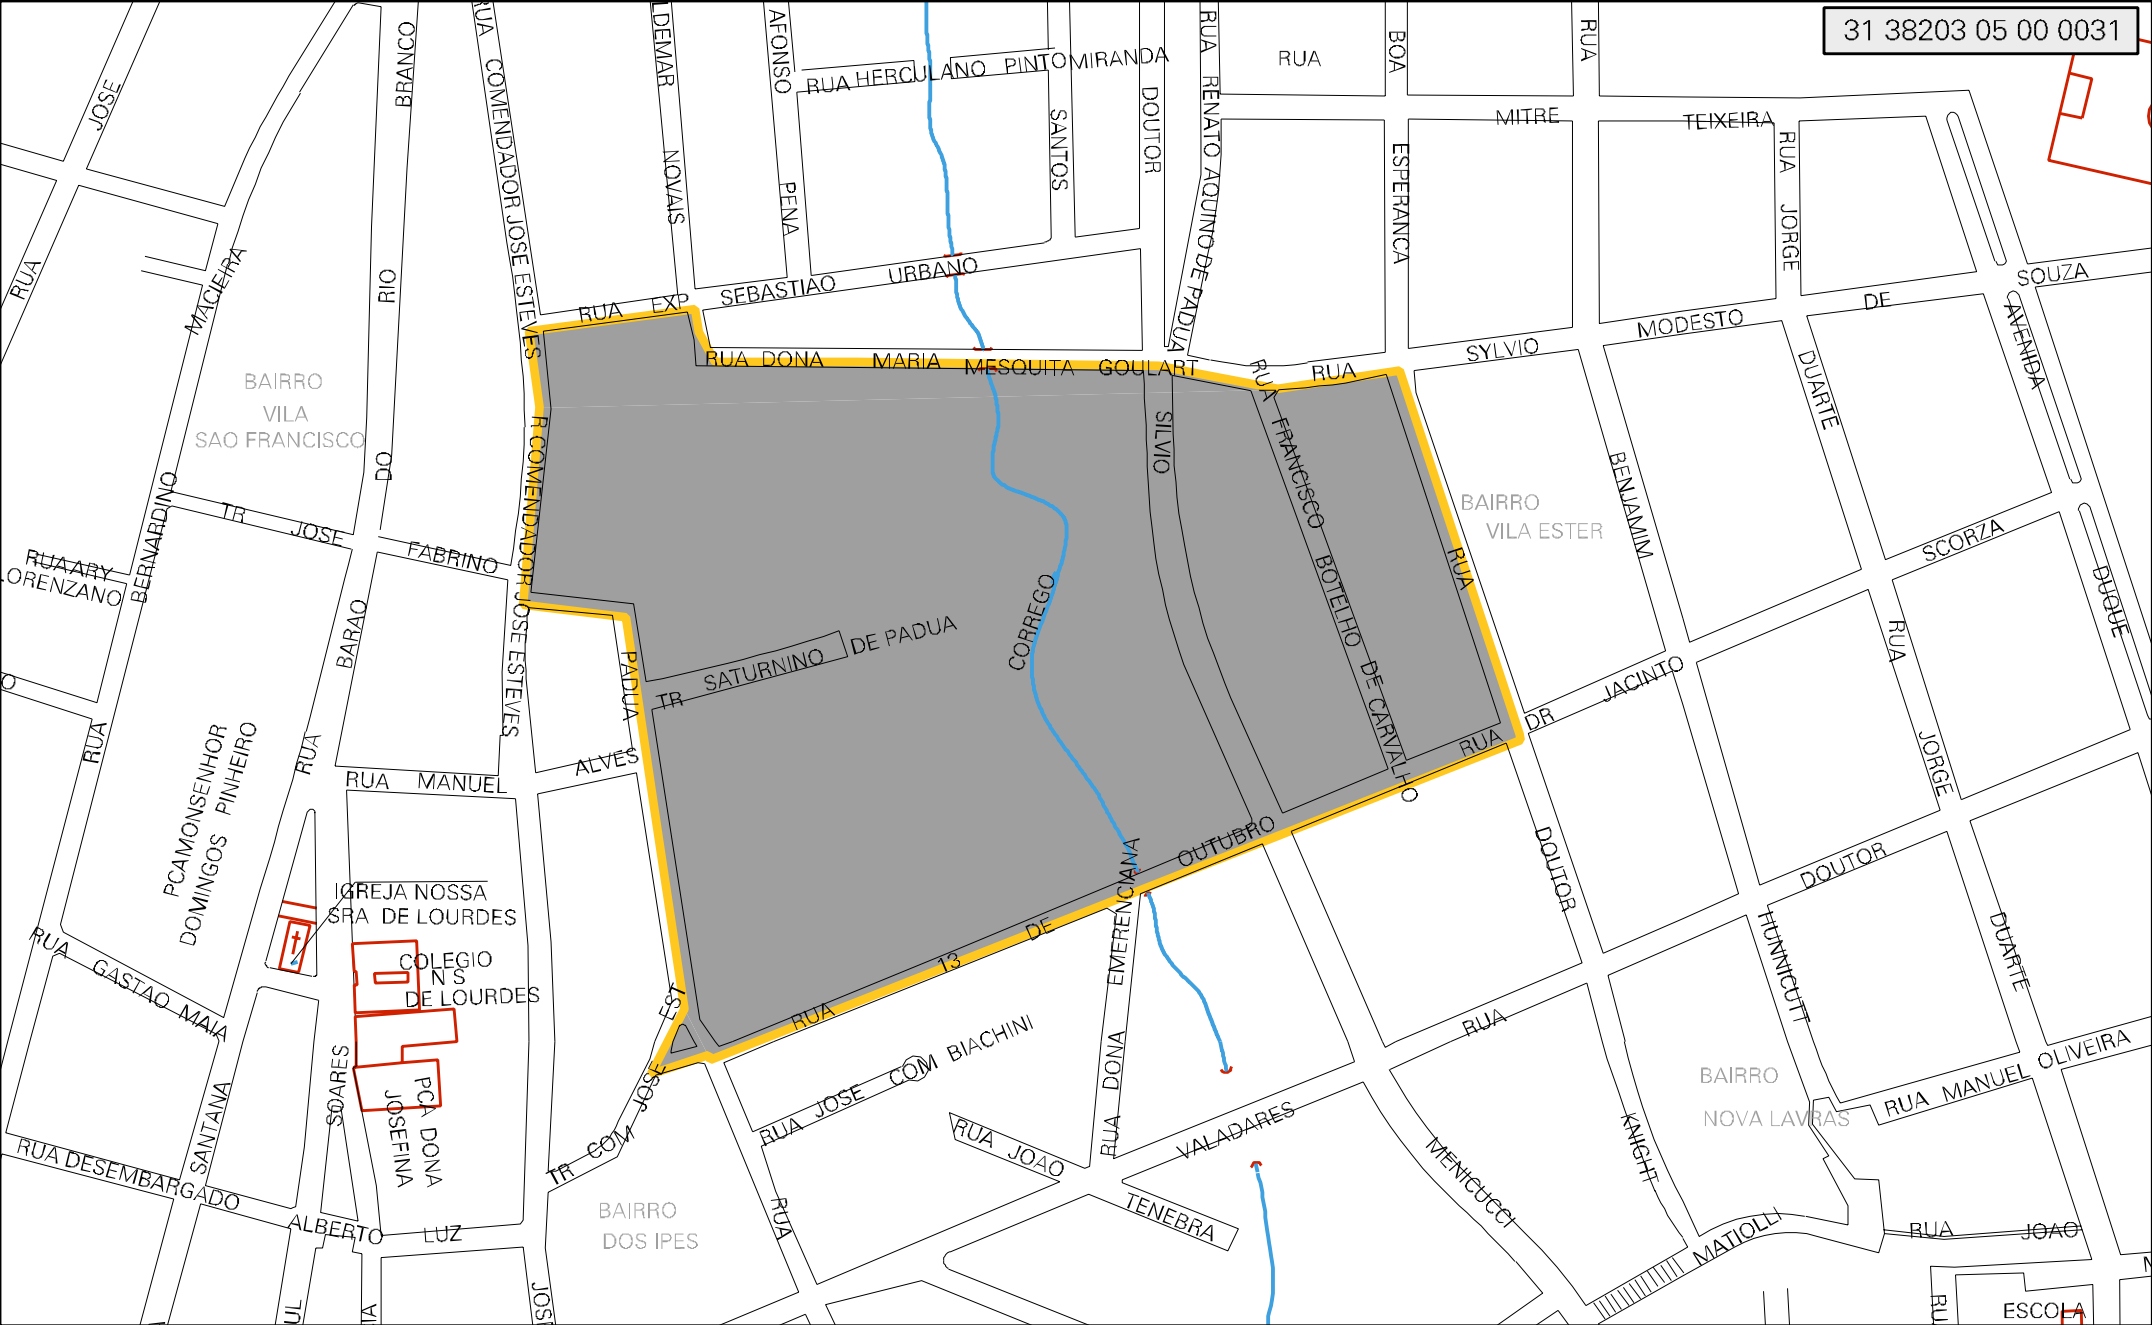 31 38203 05 00 0031
JOSE
RUA
BRANCO
RIO
DO
BARAO
RUA
RUA COMENDADOR JOSE ESTEVES
LDEMAR
NOVAIS
AFONSO
PENA
RUA HERCULANO PINTO MIRANDA
SANTOS
DOUTOR
SILVIO
RUA RENATO AQUINO DE PADUA
RUA
MITRE
TEIXEIRA
BOA
ESPERANCA
RUA
RUA JORGE
DUARTE
SOUZA
DE
MODESTO
SYLVIO
RUA
AVENIDA
DUQUE
MACIEIRA
BERNARDINO
RUA
RUA EXP
SEBASTIAO
URBANO
RUA DONA MARIA MESQUITA GOULART
BAIRRO
VILA
SAO FRANCISCO
R COMENDADOR JOSE ESTEVES
TR JOSE FABRINO
RUA ARY
LORENZANO
RUA FRANCISCO BOTELHO DE CARVALHO
BAIRRO
VILA ESTER
RUA
BENJAMIM
SCORZA
JACINTO
DR
RUA
CORREGO
TR SATURNINO DE PADUA
PADUA
O
RUA MANUEL ALVES
PCA MONSENHOR
DOMINGOS PINHEIRO
RUA
JORGE
DUARTE
DOUTOR
DOUTOR
HUNNICUTT
RUA 13 DE OUTUBRO
IGREJA NOSSA
SRA DE LOURDES
COLEGIO
N S
DE LOURDES
RUA GASTAO MAIA
EST
JOSE
COM
TR
RUA JOSE COM BIACHINI
RUA DONA EMERENCIANA
RUA
VALADARES
BAIRRO
NOVA LAVRAS
RUA MANUEL OLIVEIRA
SOARES
SANTANA
PCA DONA
JOSEFINA
RUA JOAO
TENEBRA
MENICUCCI
KNIGHT
RUA DESEMBARGADO
ALBERTO
LUZ
BAIRRO
DOS IPES
RUA
MATIOLLI
RUA JOAO
JOSE
UL
IA
RU
ESCOLA